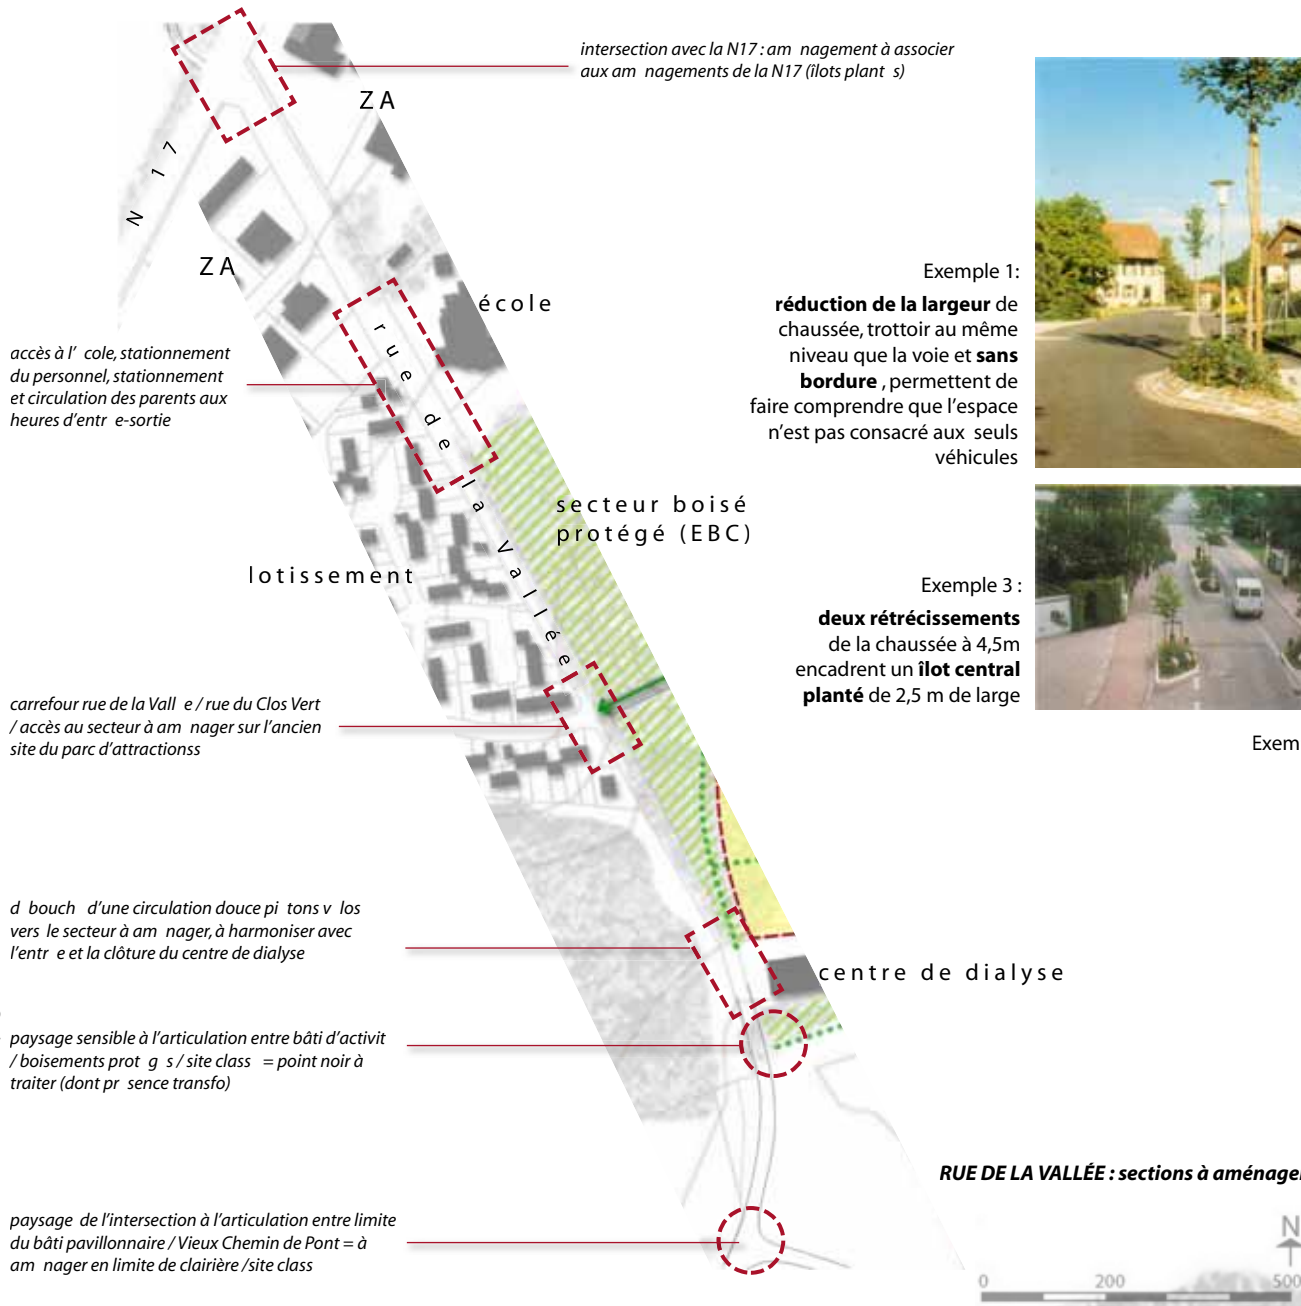 intersection avec la N17 : am nagement à associer
aux am nagements de la N17 (îlots plant s)
ZA
N 17
ZA
école
rue de la Vallée
accès à l' cole, stationnement
du personnel, stationnement
et circulation des parents aux
heures d'entr e-sortie
secteur boisé
protégé (EBC)
lotissement
carrefour rue de la Vall e / rue du Clos Vert
/ accès au secteur à am nager sur l'ancien
site du parc d'attractionss
d bouch d'une circulation douce pi tons v los
vers le secteur à am nager, à harmoniser avec
l'entr e et la clôture du centre de dialyse
centre de dialyse
paysage sensible à l'articulation entre bâti d'activit
/ boisements prot g s / site class = point noir à
traiter (dont pr sence transfo)
paysage de l'intersection à l'articulation entre limite
du bâti pavillonnaire / Vieux Chemin de Pont = à
am nager en limite de clairière /site class
Exemple 1:
réduction de la largeur de
chaussée, trottoir au même
niveau que la voie et sans
bordure , permettent de
faire comprendre que l'espace
n'est pas consacré aux seuls
véhicules
Exemple 3 :
deux rétrécissements
de la chaussée à 4,5m
encadrent un îlot central
planté de 2,5 m de large
Exem
RUE DE LA VALLÉE : sections à aménager
N
0 200 500